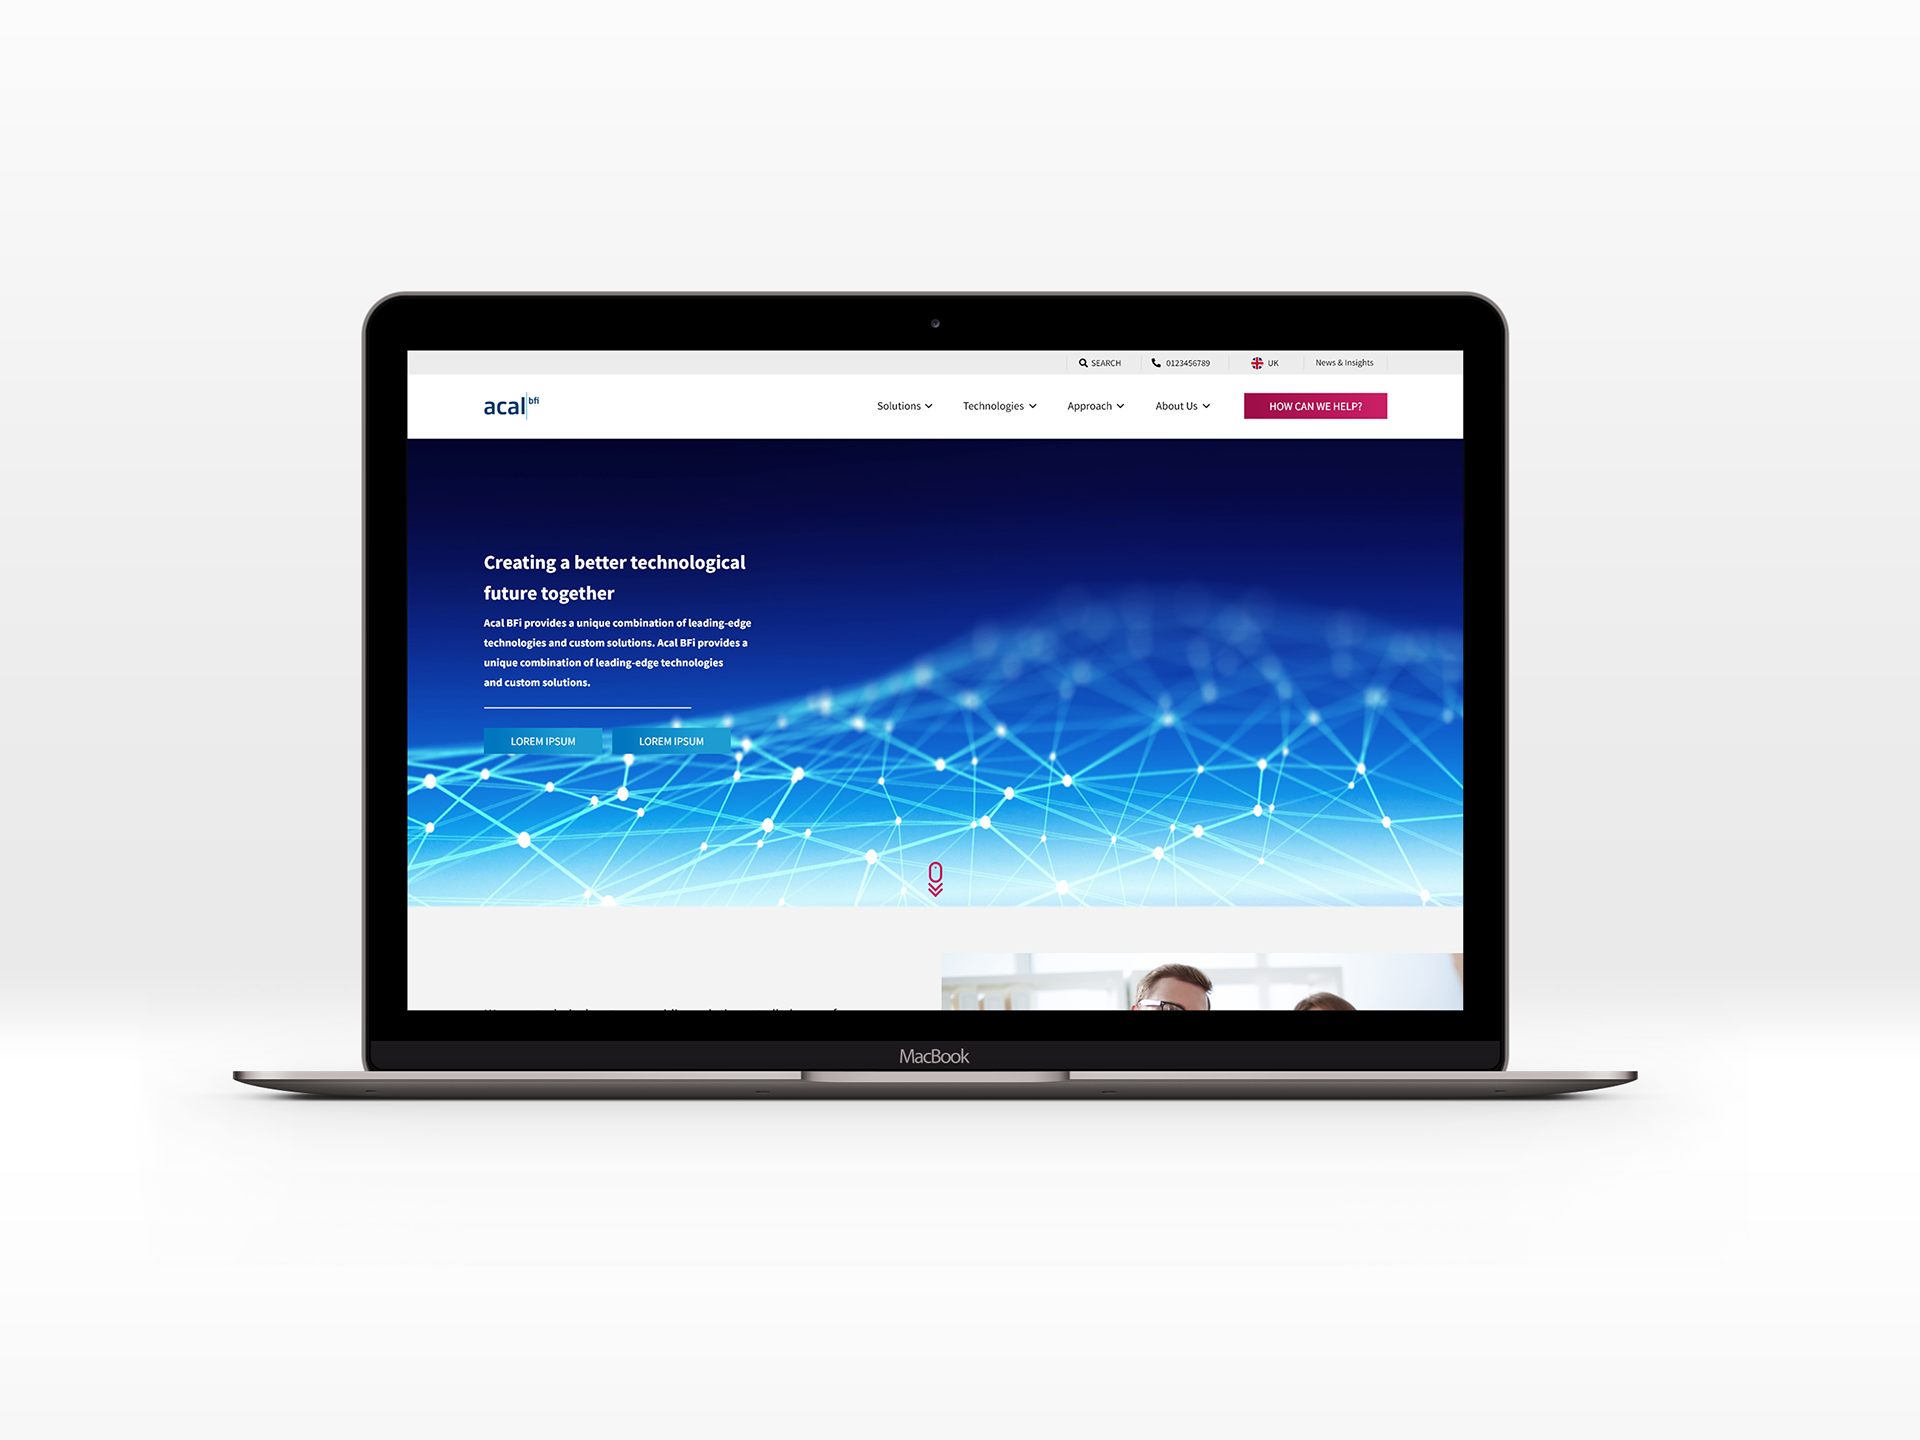 SEARCH
0123456789
UK
News & Insights
acal bfi
Solutions
Technologies
Approach
About Us
HOW CAN WE HELP?
Creating a better technological
future together
Acal BFi provides a unique combination of leading-edge
technologies and custom solutions. Acal BFi provides a
unique combination of leading-edge technologies
and custom solutions.
LOREM IPSUM
LOREM IPSUM
MacBook